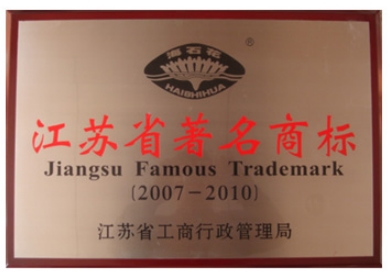 海石花
®
HAISHIHUA
江苏省著名商标
Jiangsu Famous Trademark
(2007-2010)
江苏省工商行政管理局